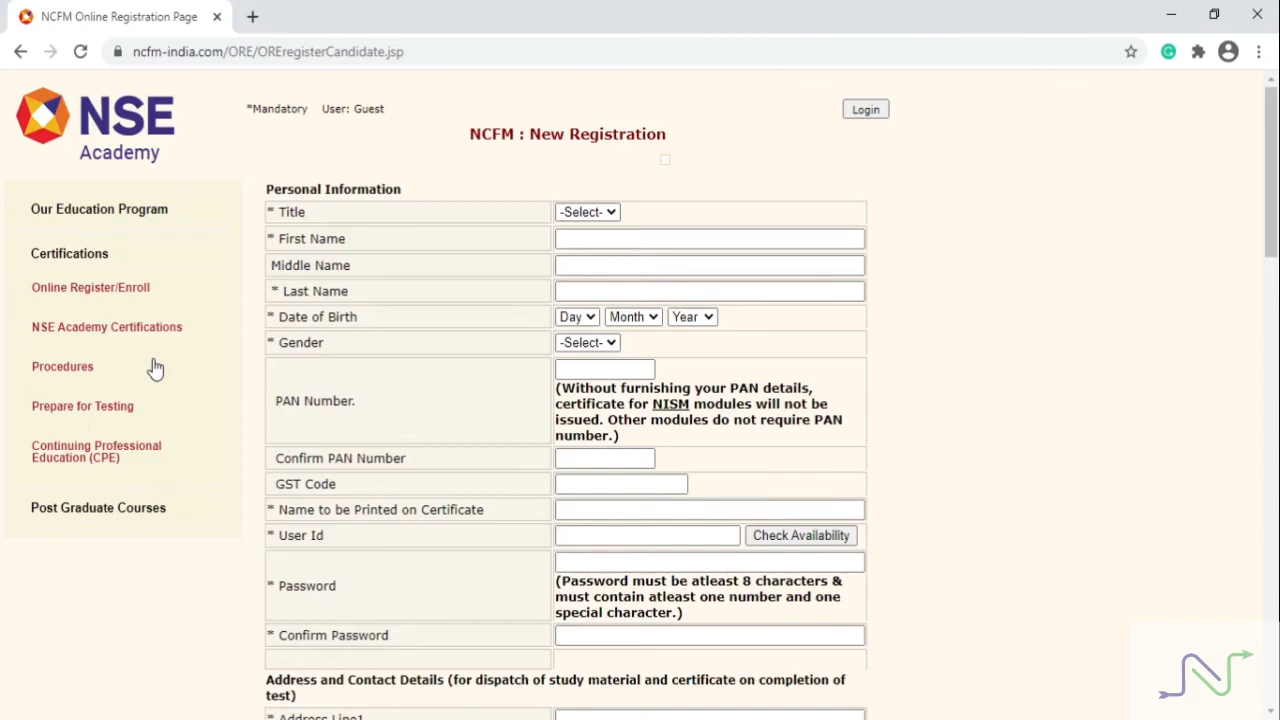 NCFM Online Registration Page
ncfm-india.com/ORE/OREregisterCandidate.jsp
NSE
Academy
*Mandatory User: Guest
Login
NCFM : New Registration
Our Education Program
Certifications
Online Register/Enroll
NSE Academy Certifications
Procedures
Prepare for Testing
Continuing Professional
Education (CPE)
Post Graduate Courses
Personal Information
* Title -Select-
* First Name
Middle Name
* Last Name
* Date of Birth Day Month Year
* Gender -Select-
PAN Number.
(Without furnishing your PAN details,
certificate for NISM modules will not be
issued. Other modules do not require PAN
number.)
Confirm PAN Number
GST Code
* Name to be Printed on Certificate
* User Id Check Availability
* Password
(Password must be atleast 8 characters &
must contain atleast one number and one
special character.)
* Confirm Password
Address and Contact Details (for dispatch of study material and certificate on completion of
test)
* Address Line1